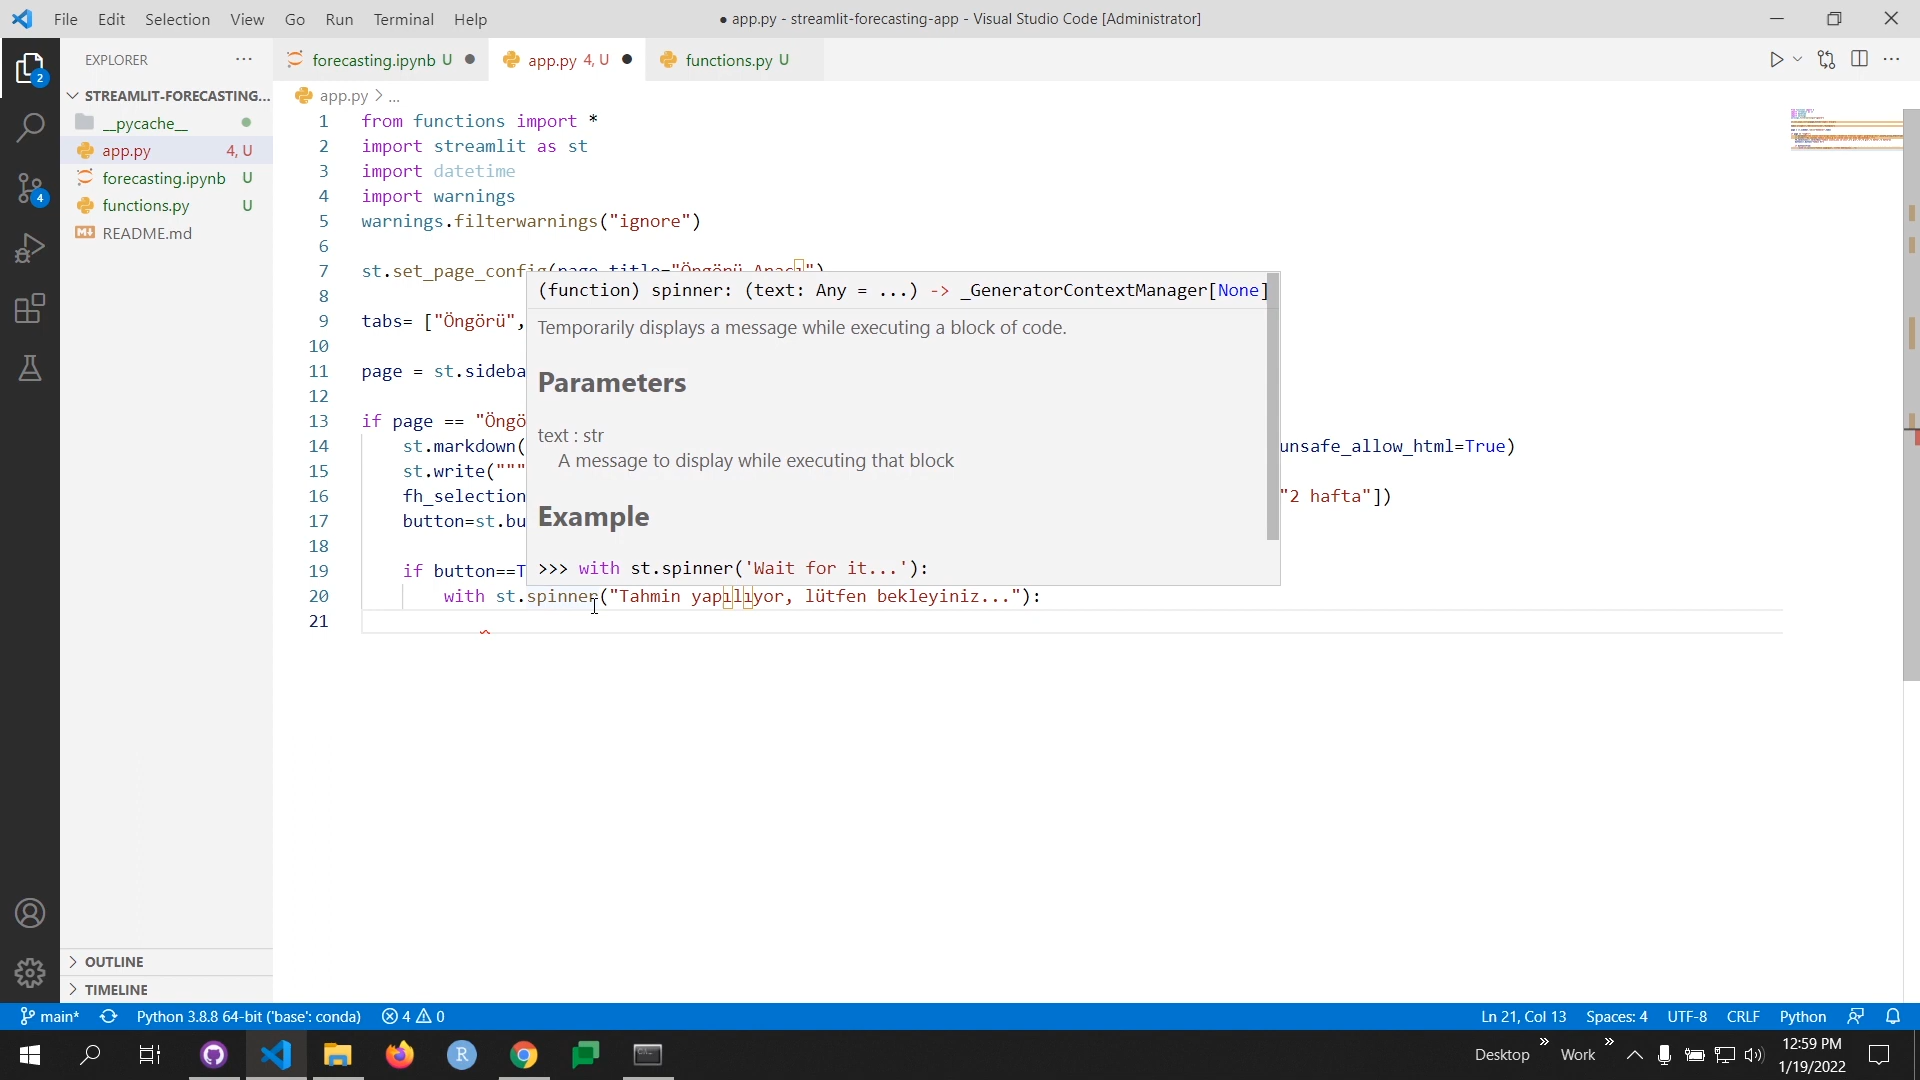 File Edit Selection View Go Run Terminal Help
● app.py - streamlit-forecasting-app - Visual Studio Code [Administrator]
EXPLORER
forecasting.ipynb U
app.py 4, U
functions.py U
STREAMLIT-FORECASTING...
__pycache__
app.py 4, U
forecasting.ipynb U
functions.py U
README.md
2
4
app.py > ...
1 from functions import *
2 import streamlit as st
3 import datetime
4 import warnings
5 warnings.filterwarnings("ignore")
6
7 st.set_page_config(page_title="Öngörü Aracı")
8
9 tabs= ["Öngörü",
10
11 page = st.sideba
12
13 if page == "Öngö
14 st.markdown( unsafe_allow_html=True)
15 st.write("""
16 fh_selection "2 hafta"])
17 button=st.bu
18
19 if button==T
20 with st.spinner("Tahmin yapılıyor, lütfen bekleyiniz..."):
21
(function) spinner: (text: Any = ...) -> _GeneratorContextManager[None]
Temporarily displays a message while executing a block of code.
Parameters
text : str
A message to display while executing that block
Example
>>> with st.spinner('Wait for it...'):
OUTLINE
TIMELINE
main* Python 3.8.8 64-bit ('base': conda) 4 0
Ln 21, Col 13 Spaces: 4 UTF-8 CRLF Python
R
Desktop » Work »
12:59 PM
1/19/2022